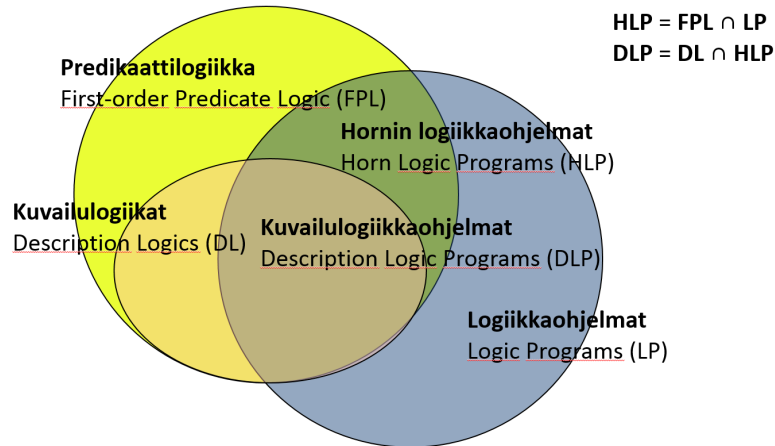 HLP = FPL ∩ LP
DLP = DL ∩ HLP
Predikaattilogiikka
First-order Predicate Logic (FPL)
Hornin logiikkaohjelmat
Horn Logic Programs (HLP)
Kuvailulogiikat
Description Logics (DL)
Kuvailulogiikkaohjelmat
Description Logic Programs (DLP)
Logiikkaohjelmat
Logic Programs (LP)